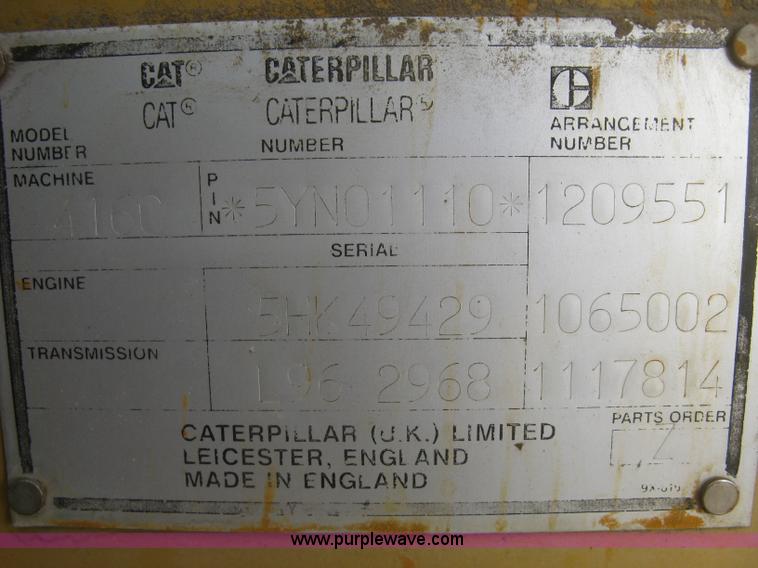 CAT® CATERPILLAR
CAT® CATERPILLAR®
MODEL NUMBER NUMBER ARRANGEMENT NUMBER
MACHINE 416C PIN *5YN01110* 1209551
SERIAL
ENGINE 5HK49429 1065002
TRANSMISSION L96 2968 1117814
PARTS ORDER
CATERPILLAR (U.K.) LIMITED Z
LEICESTER, ENGLAND
MADE IN ENGLAND
www.purplewave.com